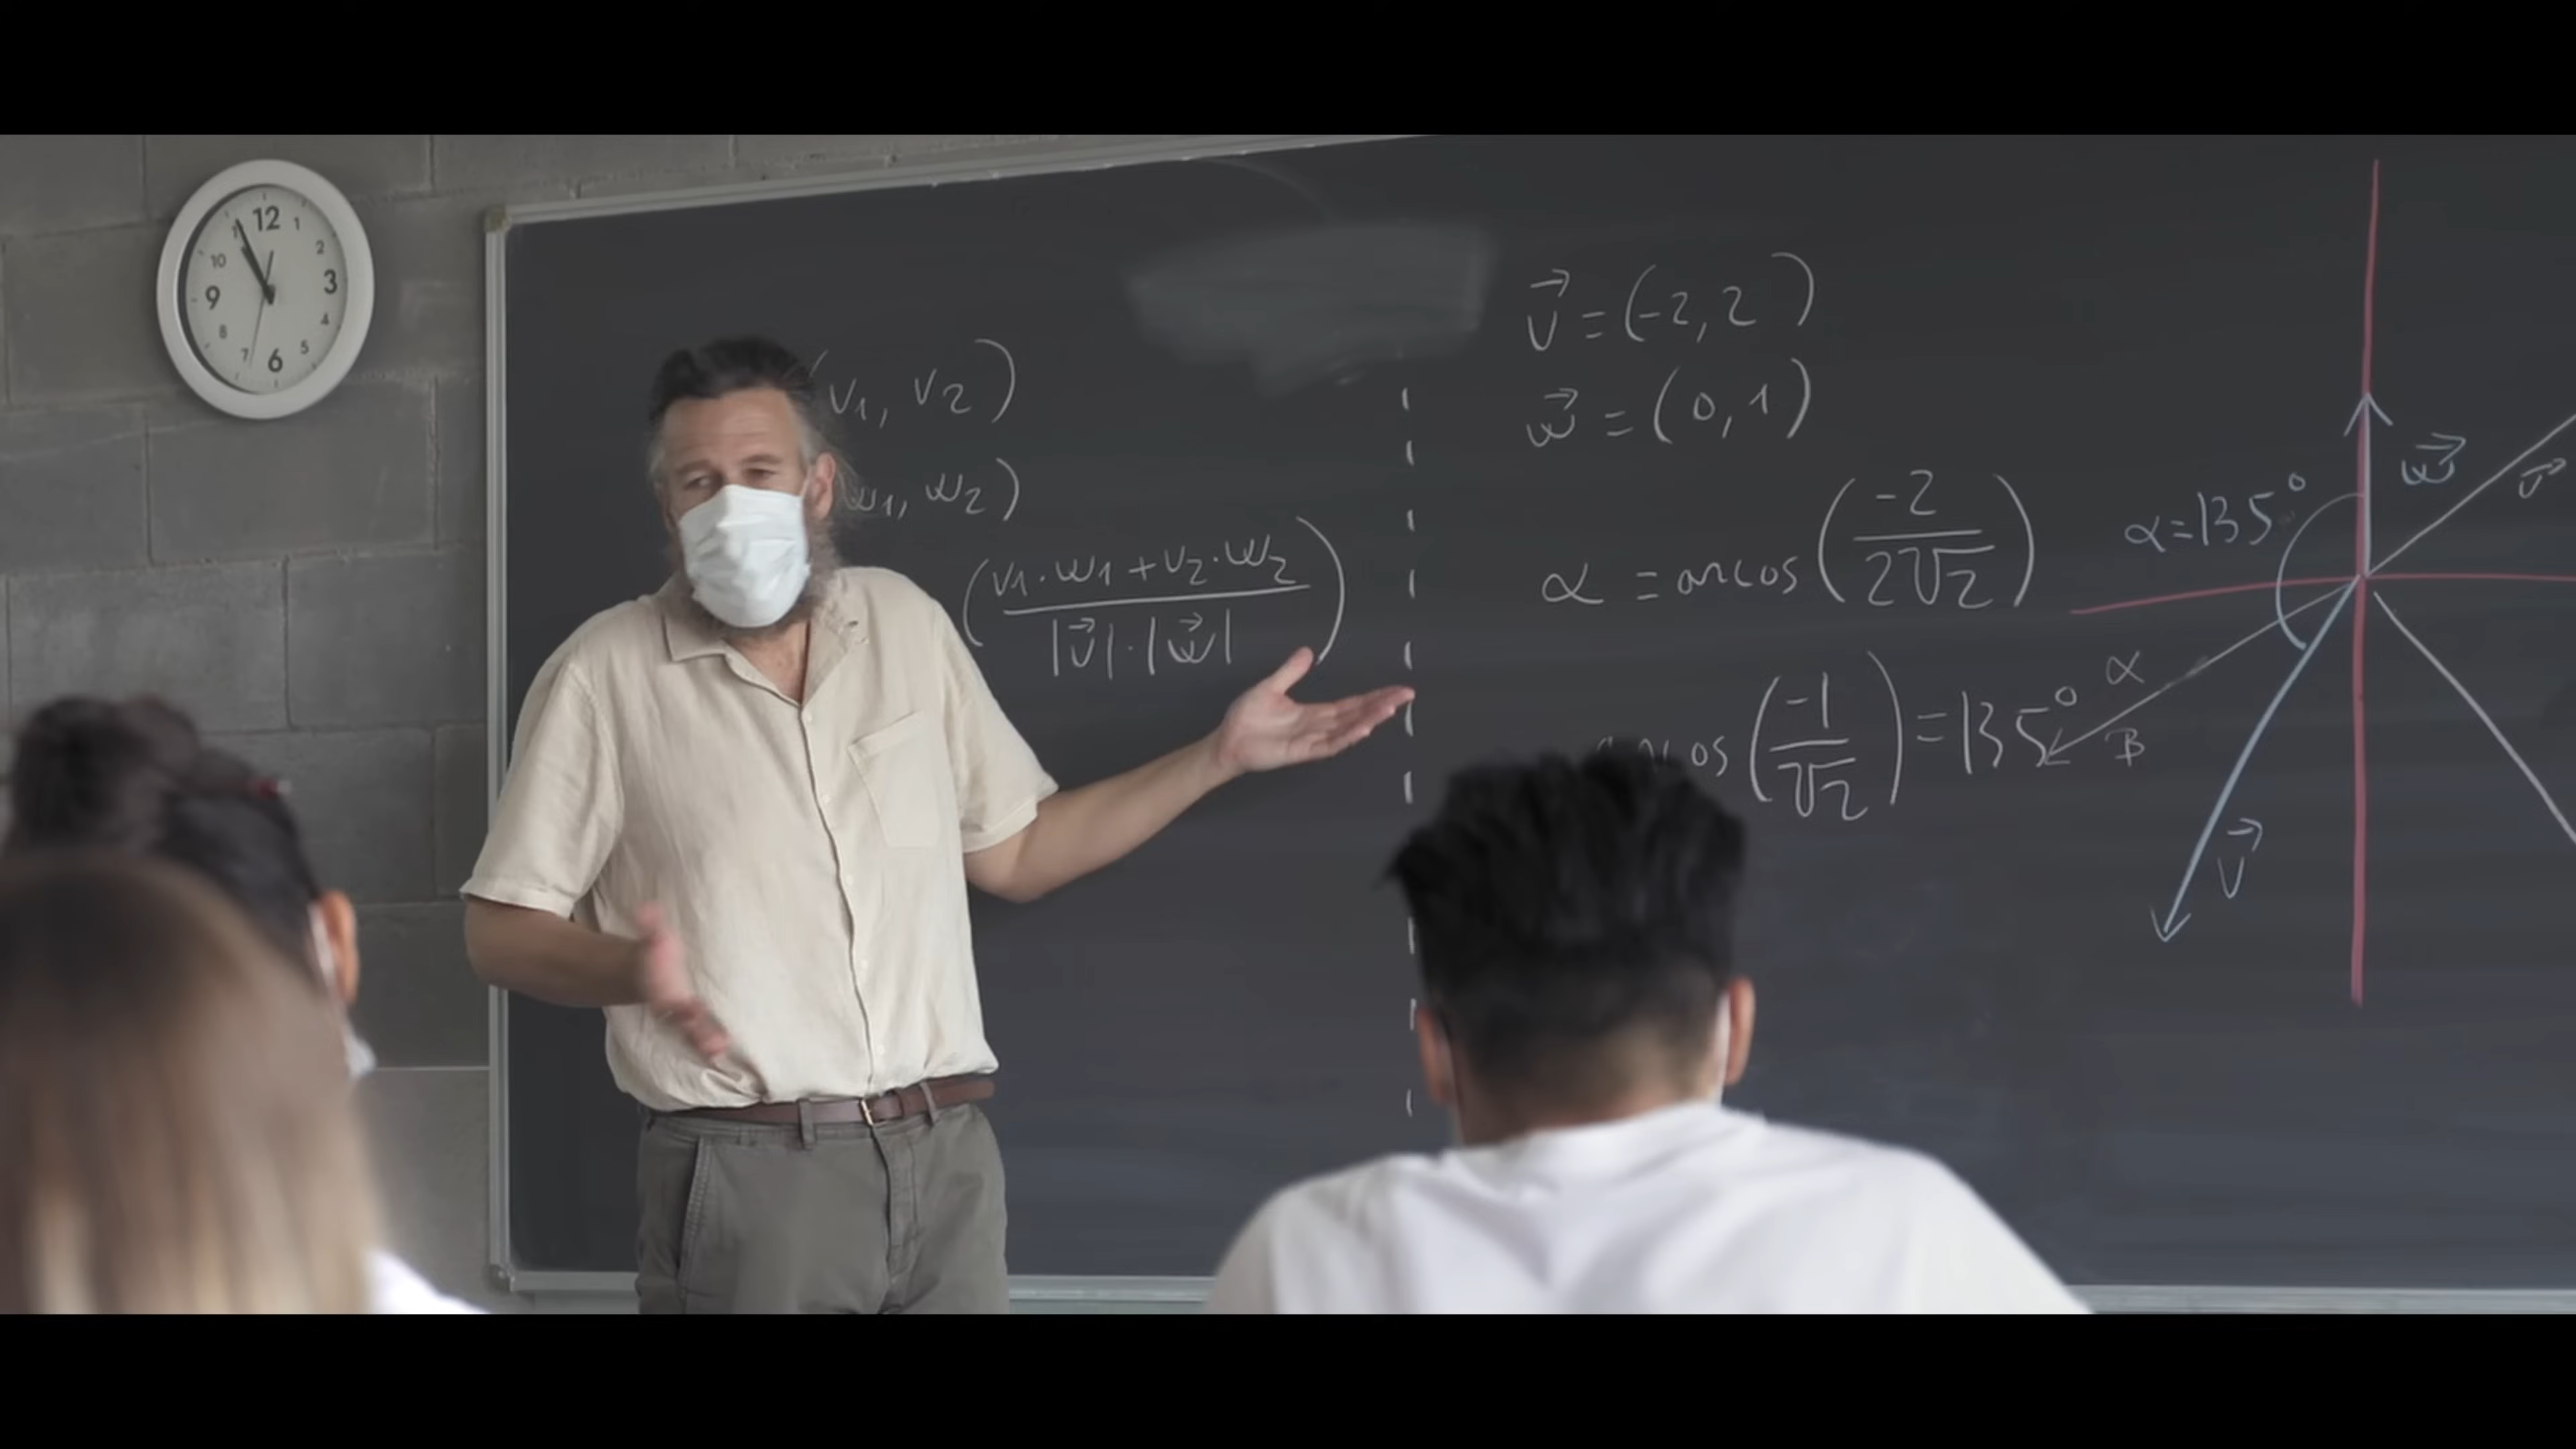 12
1
2
3
4
5
6
7
8
9
10
(v1, v2)
w1, w2)
(v1·w1+v2·w2 / |v⃗|·|w⃗|)
v⃗=(-2,2)
w⃗=(0,1)
α=arcos(-2 / 2√2)
cos(-1 / √2)=135°
α=135°
w⃗
v⃗
α
B
v⃗